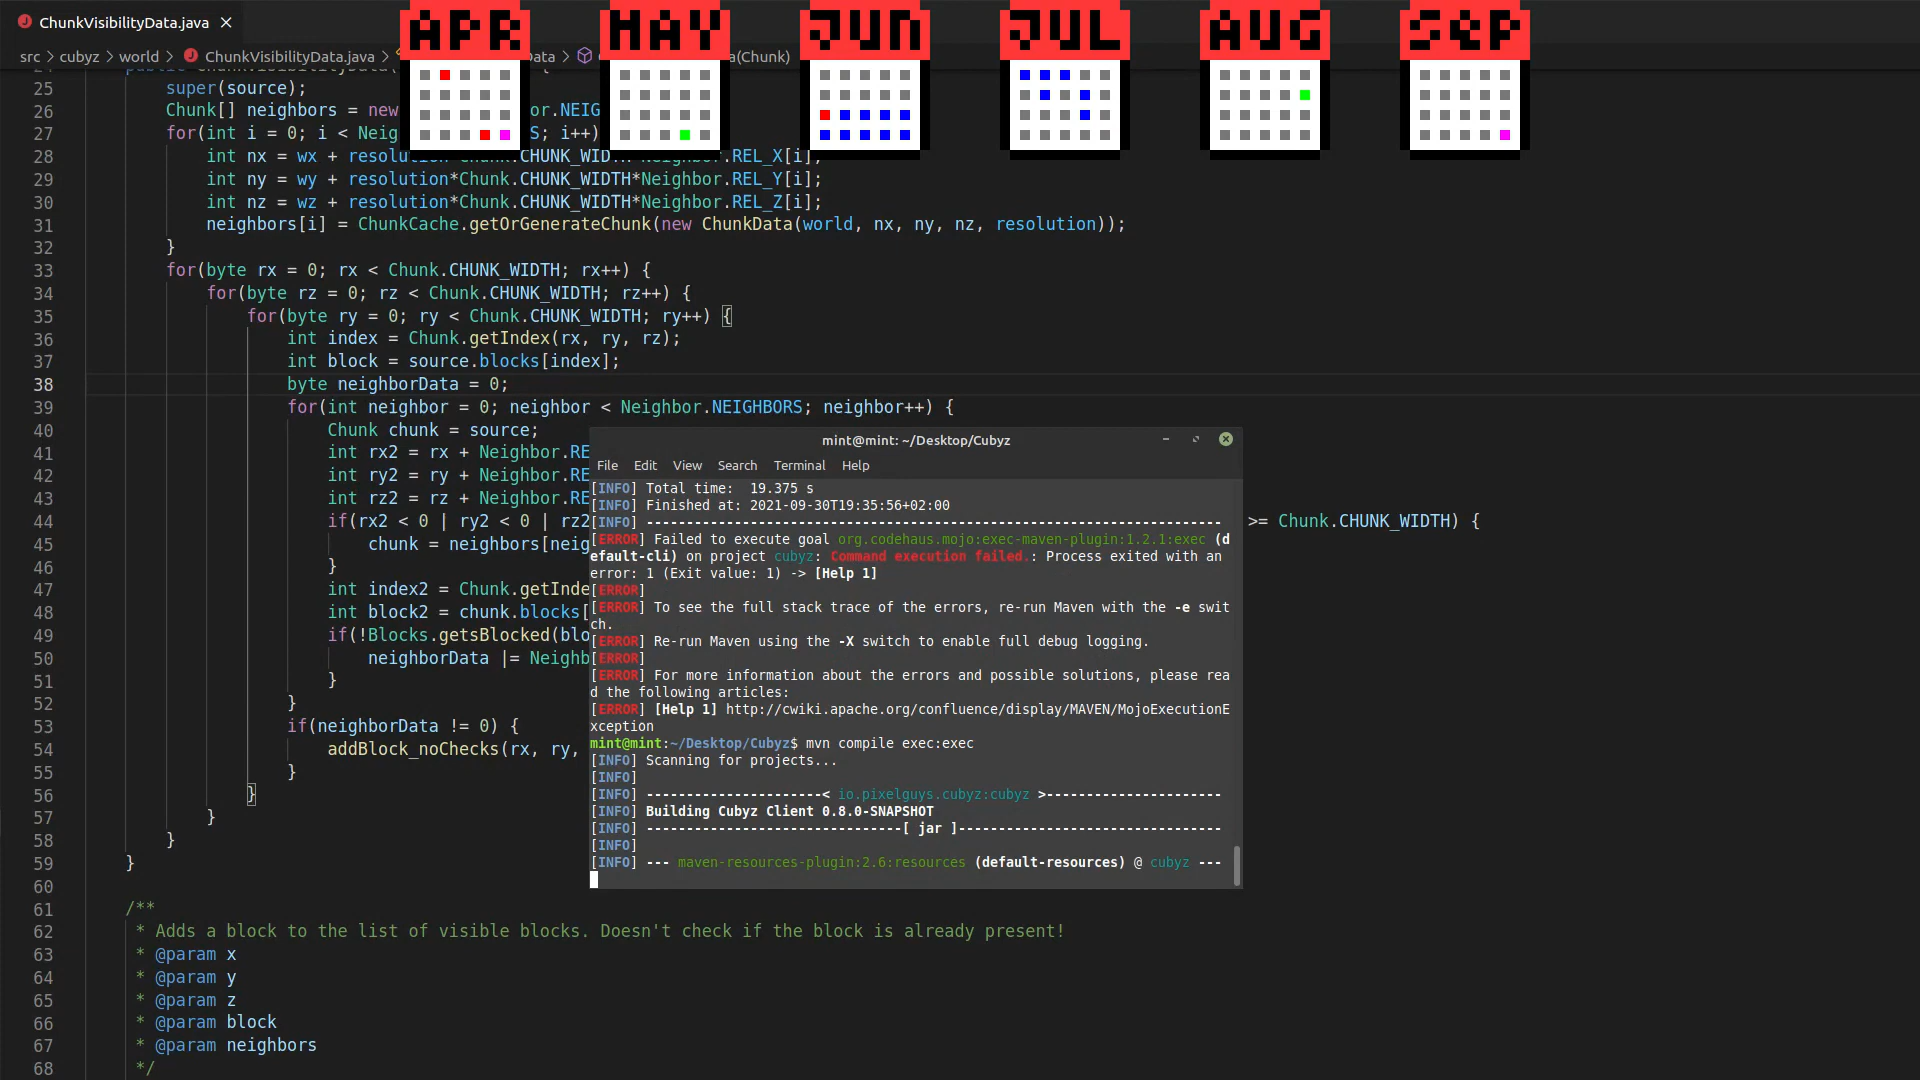 ChunkVisibilityData.java ×
APR MAY JUN JUL AUG SEP
src > cubyz > world > ChunkVisibilityData.java > Data > a(Chunk)
25 super(source);
26 Chunk[] neighbors = new or.NEIG
27 for(int i = 0; i < Neig S; i++)
28 int nx = wx + resolution*Chunk.CHUNK_WIDTH*Neighbor.REL_X[i];
29 int ny = wy + resolution*Chunk.CHUNK_WIDTH*Neighbor.REL_Y[i];
30 int nz = wz + resolution*Chunk.CHUNK_WIDTH*Neighbor.REL_Z[i];
31 neighbors[i] = ChunkCache.getOrGenerateChunk(new ChunkData(world, nx, ny, nz, resolution));
32 }
33 for(byte rx = 0; rx < Chunk.CHUNK_WIDTH; rx++) {
34 for(byte rz = 0; rz < Chunk.CHUNK_WIDTH; rz++) {
35 for(byte ry = 0; ry < Chunk.CHUNK_WIDTH; ry++) {
36 int index = Chunk.getIndex(rx, ry, rz);
37 int block = source.blocks[index];
38 byte neighborData = 0;
39 for(int neighbor = 0; neighbor < Neighbor.NEIGHBORS; neighbor++) {
40 Chunk chunk = source;
41 int rx2 = rx + Neighbor.RE
42 int ry2 = ry + Neighbor.RE
43 int rz2 = rz + Neighbor.RE
44 if(rx2 < 0 | ry2 < 0 | rz2 >= Chunk.CHUNK_WIDTH) {
45 chunk = neighbors[neig
46 }
47 int index2 = Chunk.getInde
48 int block2 = chunk.blocks[
49 if(!Blocks.getsBlocked(blo
50 neighborData |= Neighb
51 }
52 }
53 if(neighborData != 0) {
54 addBlock_noChecks(rx, ry,
55 }
56 }
57 }
58 }
59 }
60
61 /**
62 * Adds a block to the list of visible blocks. Doesn't check if the block is already present!
63 * @param x
64 * @param y
65 * @param z
66 * @param block
67 * @param neighbors
68 */
mint@mint: ~/Desktop/Cubyz
File Edit View Search Terminal Help
[INFO] Total time:  19.375 s
[INFO] Finished at: 2021-09-30T19:35:56+02:00
[INFO] ------------------------------------------------------------------------
[ERROR] Failed to execute goal org.codehaus.mojo:exec-maven-plugin:1.2.1:exec (d
efault-cli) on project cubyz: Command execution failed.: Process exited with an
error: 1 (Exit value: 1) -> [Help 1]
[ERROR]
[ERROR] To see the full stack trace of the errors, re-run Maven with the -e swit
ch.
[ERROR] Re-run Maven using the -X switch to enable full debug logging.
[ERROR]
[ERROR] For more information about the errors and possible solutions, please rea
d the following articles:
[ERROR] [Help 1] http://cwiki.apache.org/confluence/display/MAVEN/MojoExecutionE
xception
mint@mint:~/Desktop/Cubyz$ mvn compile exec:exec
[INFO] Scanning for projects...
[INFO]
[INFO] ----------------------< io.pixelguys.cubyz:cubyz >----------------------
[INFO] Building Cubyz Client 0.8.0-SNAPSHOT
[INFO] --------------------------------[ jar ]---------------------------------
[INFO]
[INFO] --- maven-resources-plugin:2.6:resources (default-resources) @ cubyz ---